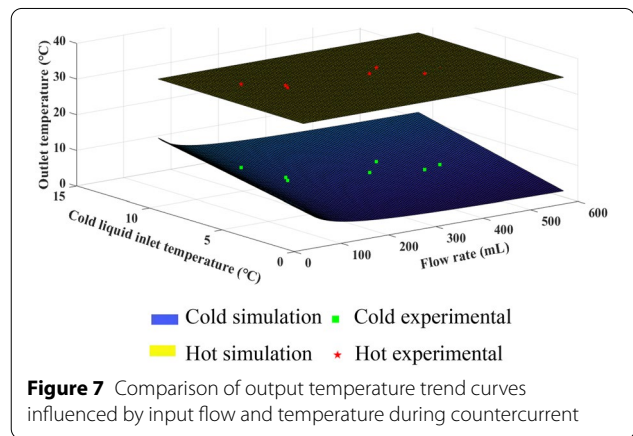 40
30
20
10
0
Outlet temperature (°C)
15
10
5
0
Cold liquid inlet temperature (°C)
0
100
200
300
400
500
600
Flow rate (mL)
Cold simulation
Cold experimental
Hot simulation
Hot experimental
Figure 7 Comparison of output temperature trend curves
influenced by input flow and temperature during countercurrent